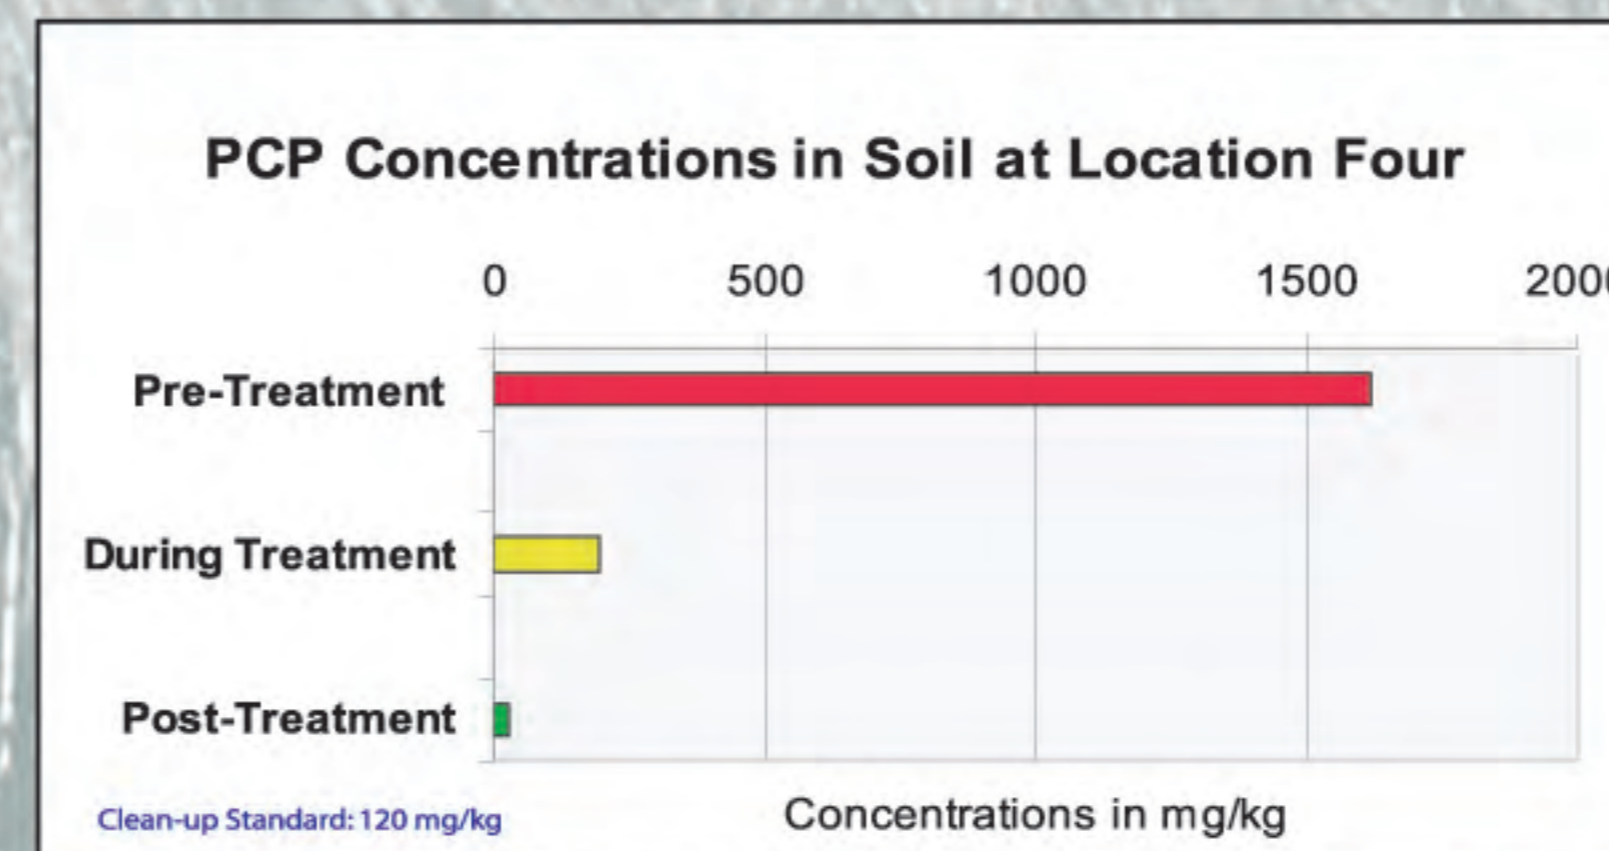 PCP Concentrations in Soil at Location Four
0 500 1000 1500 2000
Pre-Treatment
During Treatment
Post-Treatment
Clean-up Standard: 120 mg/kg
Concentrations in mg/kg